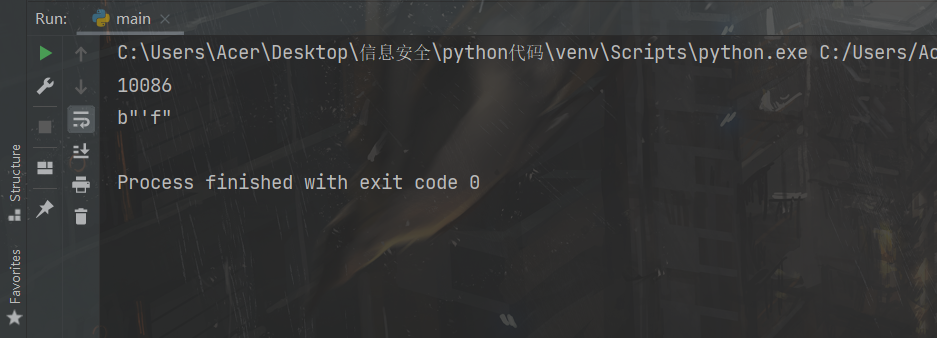 Run: main
C:\Users\Acer\Desktop\信息安全\python代码\venv\Scripts\python.exe C:/Users/Ac
10086
b"'f"
Process finished with exit code 0
Structure
Favorites